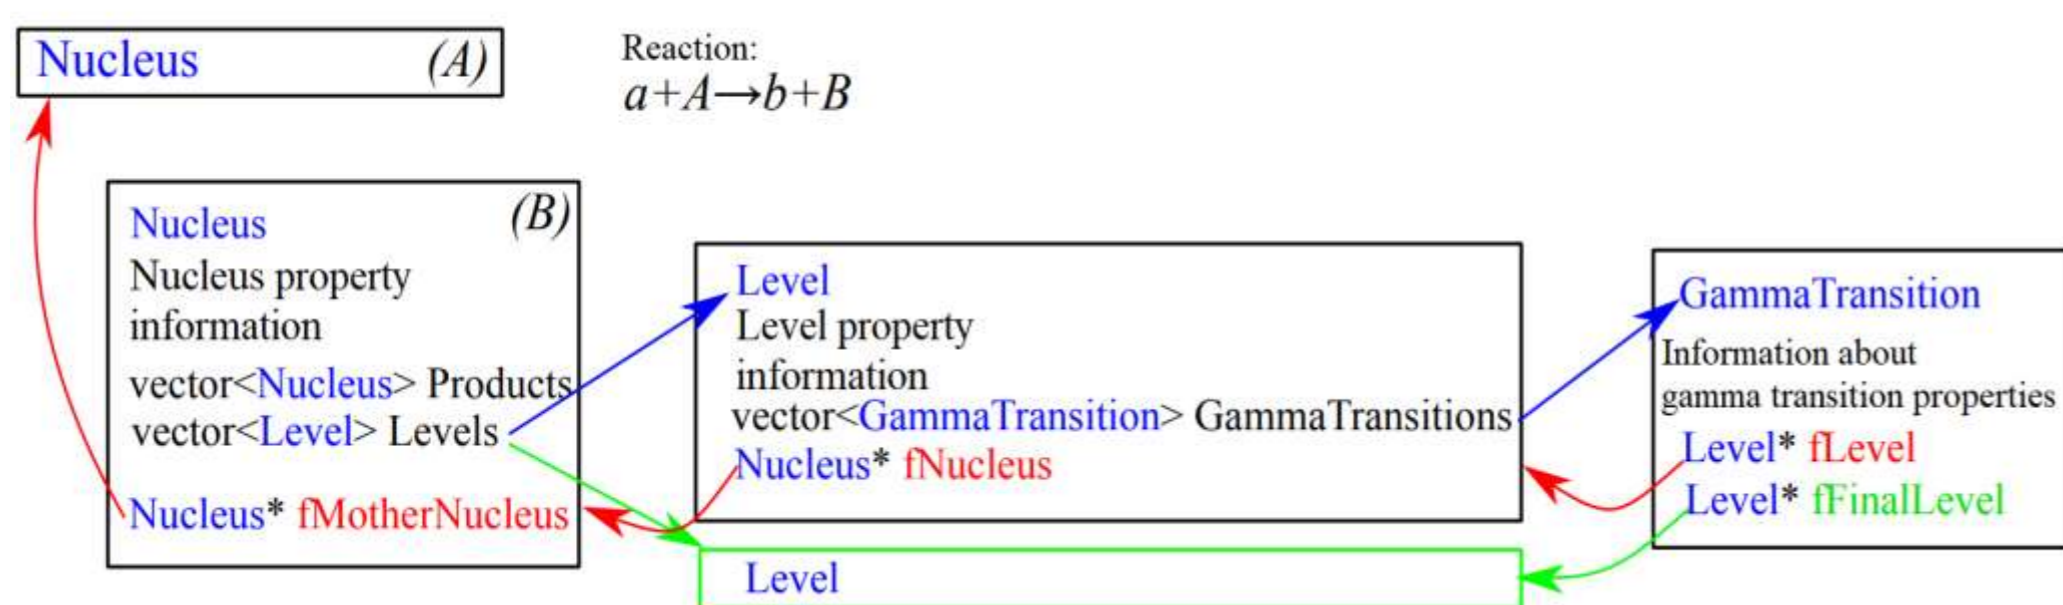 Nucleus (A)
Reaction:
a+A→b+B
Nucleus (B)
Nucleus property
information
vector<Nucleus> Products
vector<Level> Levels
Nucleus* fMotherNucleus
Level
Level property
information
vector<GammaTransition> GammaTransitions
Nucleus* fNucleus
Level
GammaTransition
Information about
gamma transition properties
Level* fLevel
Level* fFinalLevel